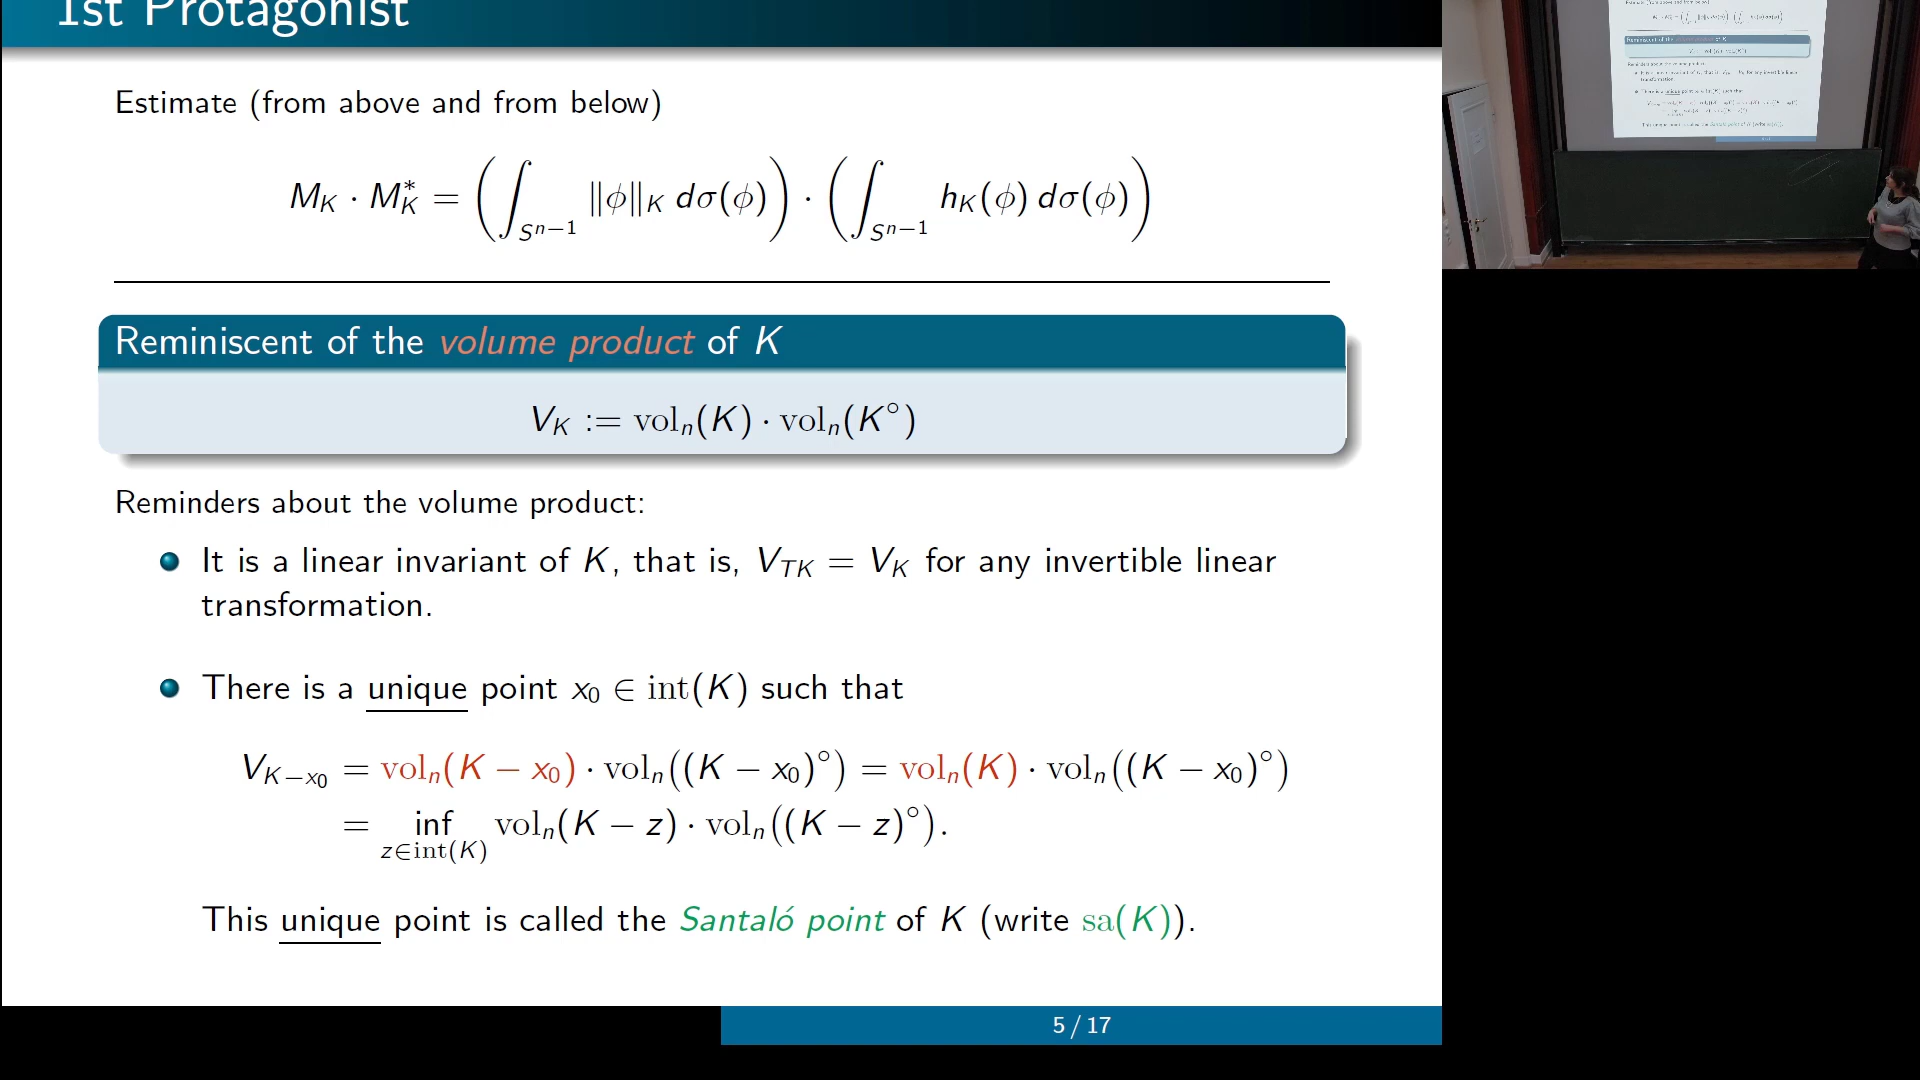 1st Protagonist
Estimate (from above and from below)
M_K · M_K^* = (∫_{S^{n−1}} ‖ϕ‖_K dσ(ϕ)) · (∫_{S^{n−1}} h_K(ϕ) dσ(ϕ))
Reminiscent of the volume product of K
V_K := vol_n(K) · vol_n(K°)
Reminders about the volume product:
It is a linear invariant of K, that is, V_{TK} = V_K for any invertible linear
transformation.
There is a unique point x_0 ∈ int(K) such that
V_{K−x_0} = vol_n(K − x_0) · vol_n((K − x_0)°) = vol_n(K) · vol_n((K − x_0)°)
= inf_{z∈int(K)} vol_n(K − z) · vol_n((K − z)°).
This unique point is called the Santaló point of K (write sa(K)).
5 / 17